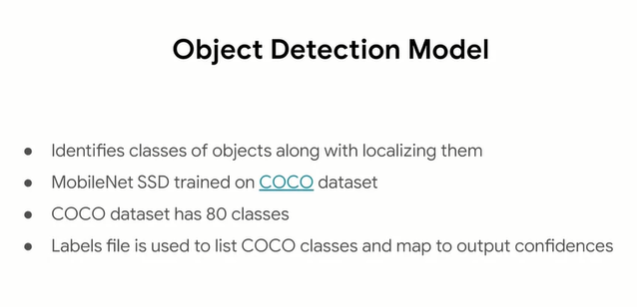 Object Detection Model
● Identifies classes of objects along with localizing them
● MobileNet SSD trained on COCO dataset
● COCO dataset has 80 classes
● Labels file is used to list COCO classes and map to output confidences